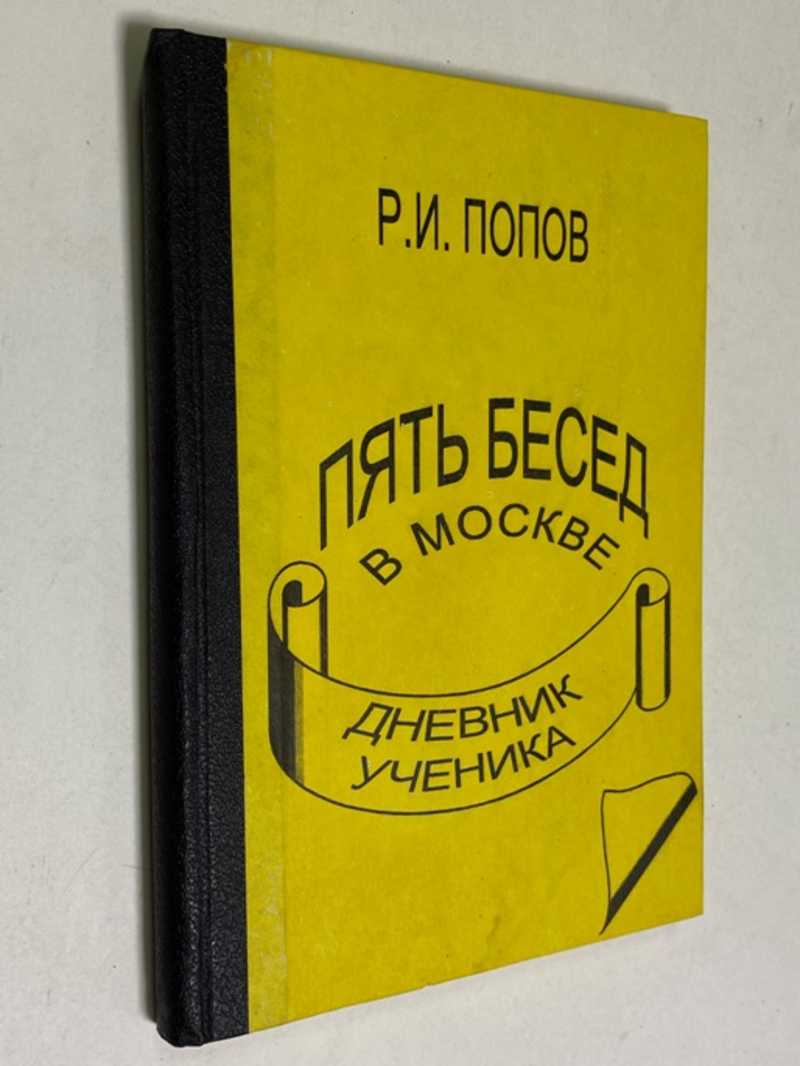 Р.И. ПОПОВ
ПЯТЬ БЕСЕД
В МОСКВЕ
ДНЕВНИК
УЧЕНИКА